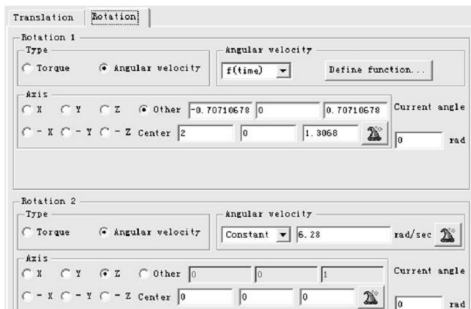 Translation Rotation
Rotation 1
Type
Torque Angular velocity
Angular velocity
f(time) Define function...
Axis
X Y Z Other -0.70710678 0 0.70710678
- X - Y - Z Center 2 0 1.3068
Current angle
0 rad
Rotation 2
Type
Torque Angular velocity
Angular velocity
Constant 6.28 rad/sec
Axis
X Y Z Other 0 0 1
- X - Y - Z Center 0 0 0
Current angle
0 rad